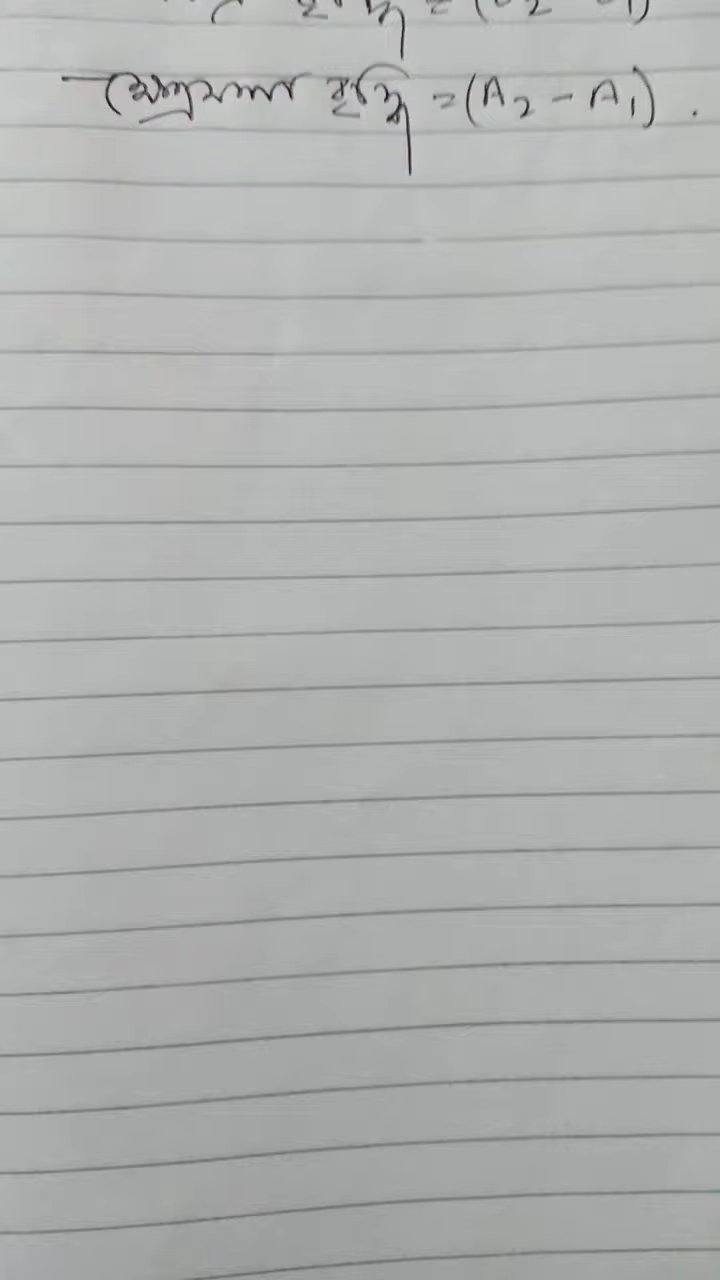 ক্ষেত্রফল বৃদ্ধি = (A₂ - A₁).